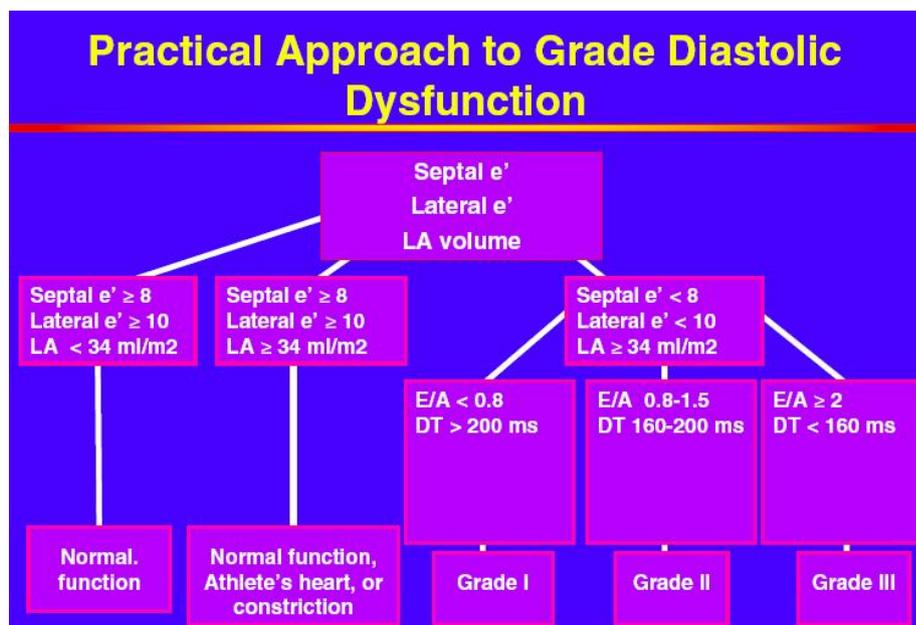 Practical Approach to Grade Diastolic
Dysfunction
Septal e’
Lateral e’
LA volume
Septal e’ ≥ 8
Lateral e’ ≥ 10
LA < 34 ml/m2
Septal e’ ≥ 8
Lateral e’ ≥ 10
LA ≥ 34 ml/m2
Septal e’ < 8
Lateral e’ < 10
LA ≥ 34 ml/m2
E/A < 0.8
DT > 200 ms
E/A 0.8-1.5
DT 160-200 ms
E/A ≥ 2
DT < 160 ms
Normal.
function
Normal function,
Athlete’s heart, or
constriction
Grade I
Grade II
Grade III